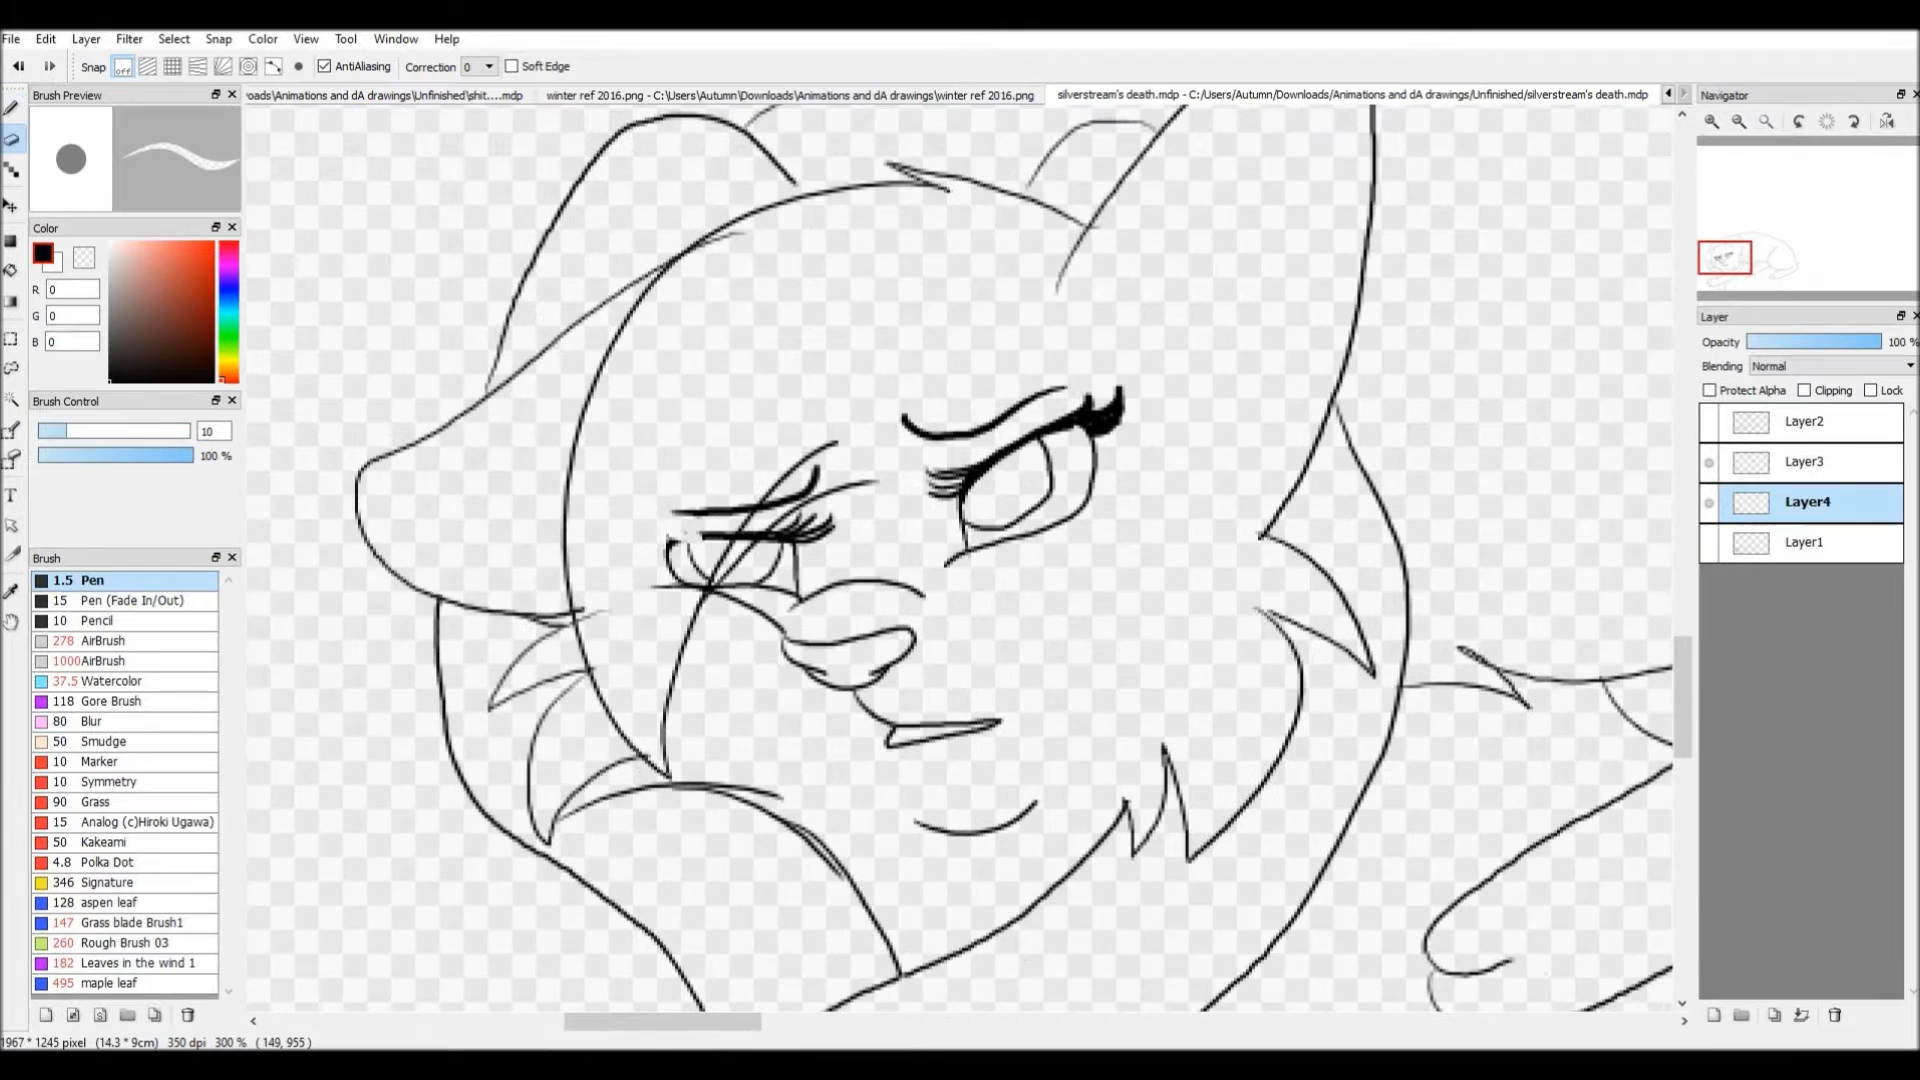 File Edit Layer Filter Select Snap Color View Tool Window Help
Snap off AntiAliasing Correction 0 Soft Edge
Brush Preview
oads\Animations and dA drawings\Unfinished\shit....mdp
winter ref 2016.png - C:\Users\Autumn\Downloads\Animations and dA drawings\winter ref 2016.png
silverstream's death.mdp - C:/Users/Autumn/Downloads/Animations and dA drawings/Unfinished/silverstream's death.mdp
Navigator
Color
R 0
G 0
B 0
Brush Control
10
100 %
Brush
1.5 Pen
15 Pen (Fade In/Out)
10 Pencil
278 AirBrush
1000 AirBrush
37.5 Watercolor
118 Gore Brush
80 Blur
50 Smudge
10 Marker
10 Symmetry
90 Grass
15 Analog (c)Hiroki Ugawa)
50 Kakeami
4.8 Polka Dot
346 Signature
128 aspen leaf
147 Grass blade Brush1
260 Rough Brush 03
182 Leaves in the wind 1
495 maple leaf
Layer
Opacity 100 %
Blending Normal
Protect Alpha Clipping Lock
Layer2
Layer3
Layer4
Layer1
1967 * 1245 pixel (14.3 * 9cm) 350 dpi 300 % ( 149, 955 )